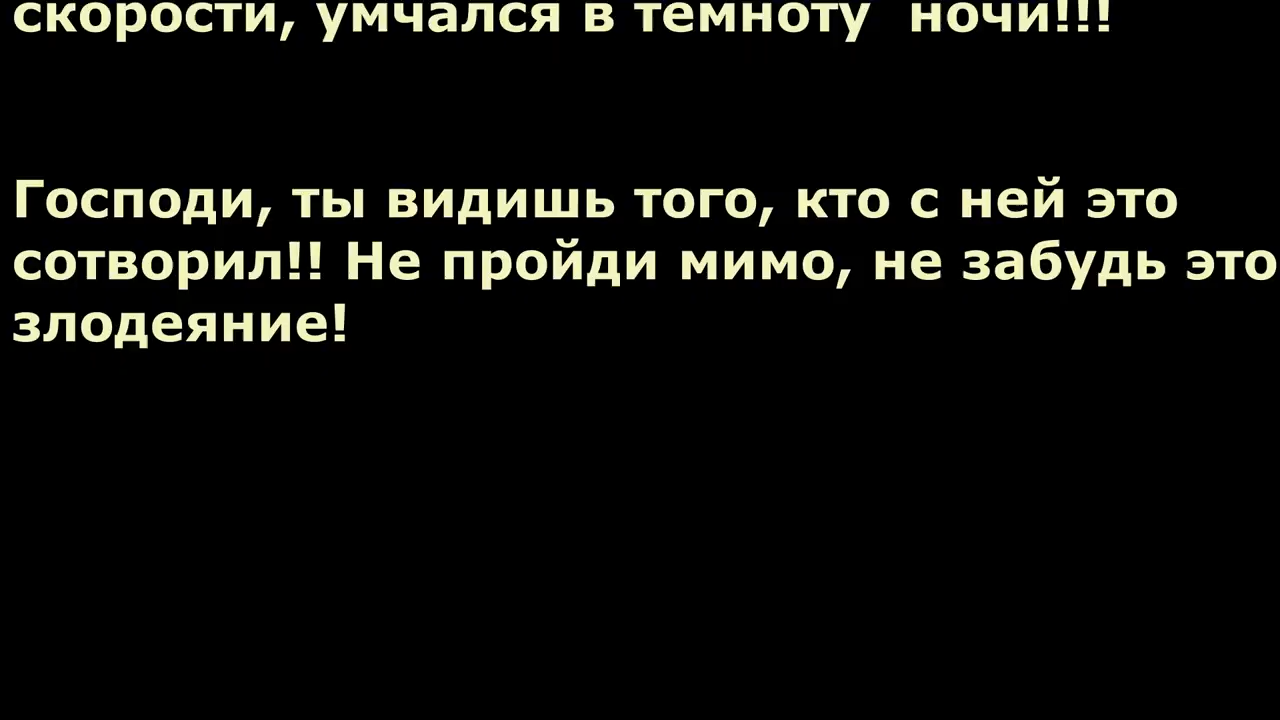 скорости, умчался в темноту  ночи!!!
Господи, ты видишь того, кто с ней это
сотворил!! Не пройди мимо, не забудь это
злодеяние!